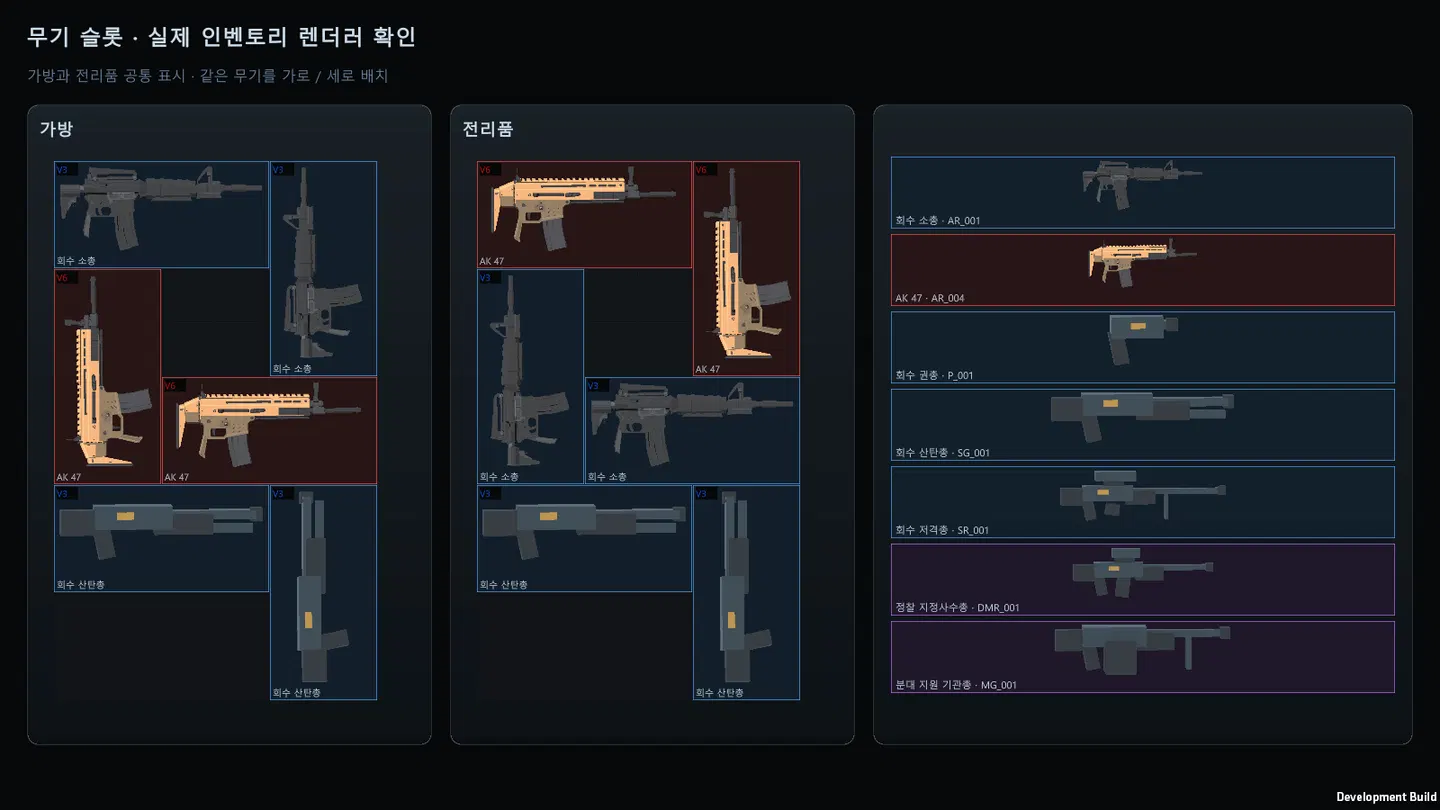 무기 슬롯 · 실제 인벤토리 렌더러 확인
가방과 전리품 공통 표시 · 같은 무기를 가로 / 세로 배치
가방
V3
회수 소총
V3
회수 소총
V6
AK 47
V6
AK 47
V3
회수 산탄총
V3
회수 산탄총
전리품
V6
AK 47
V6
AK 47
V3
회수 소총
V3
회수 소총
V3
회수 산탄총
V3
회수 산탄총
회수 소총 · AR_001
AK 47 · AR_004
회수 권총 · P_001
회수 산탄총 · SG_001
회수 저격총 · SR_001
정찰 지정사수총 · DMR_001
분대 지원 기관총 · MG_001
Development Build